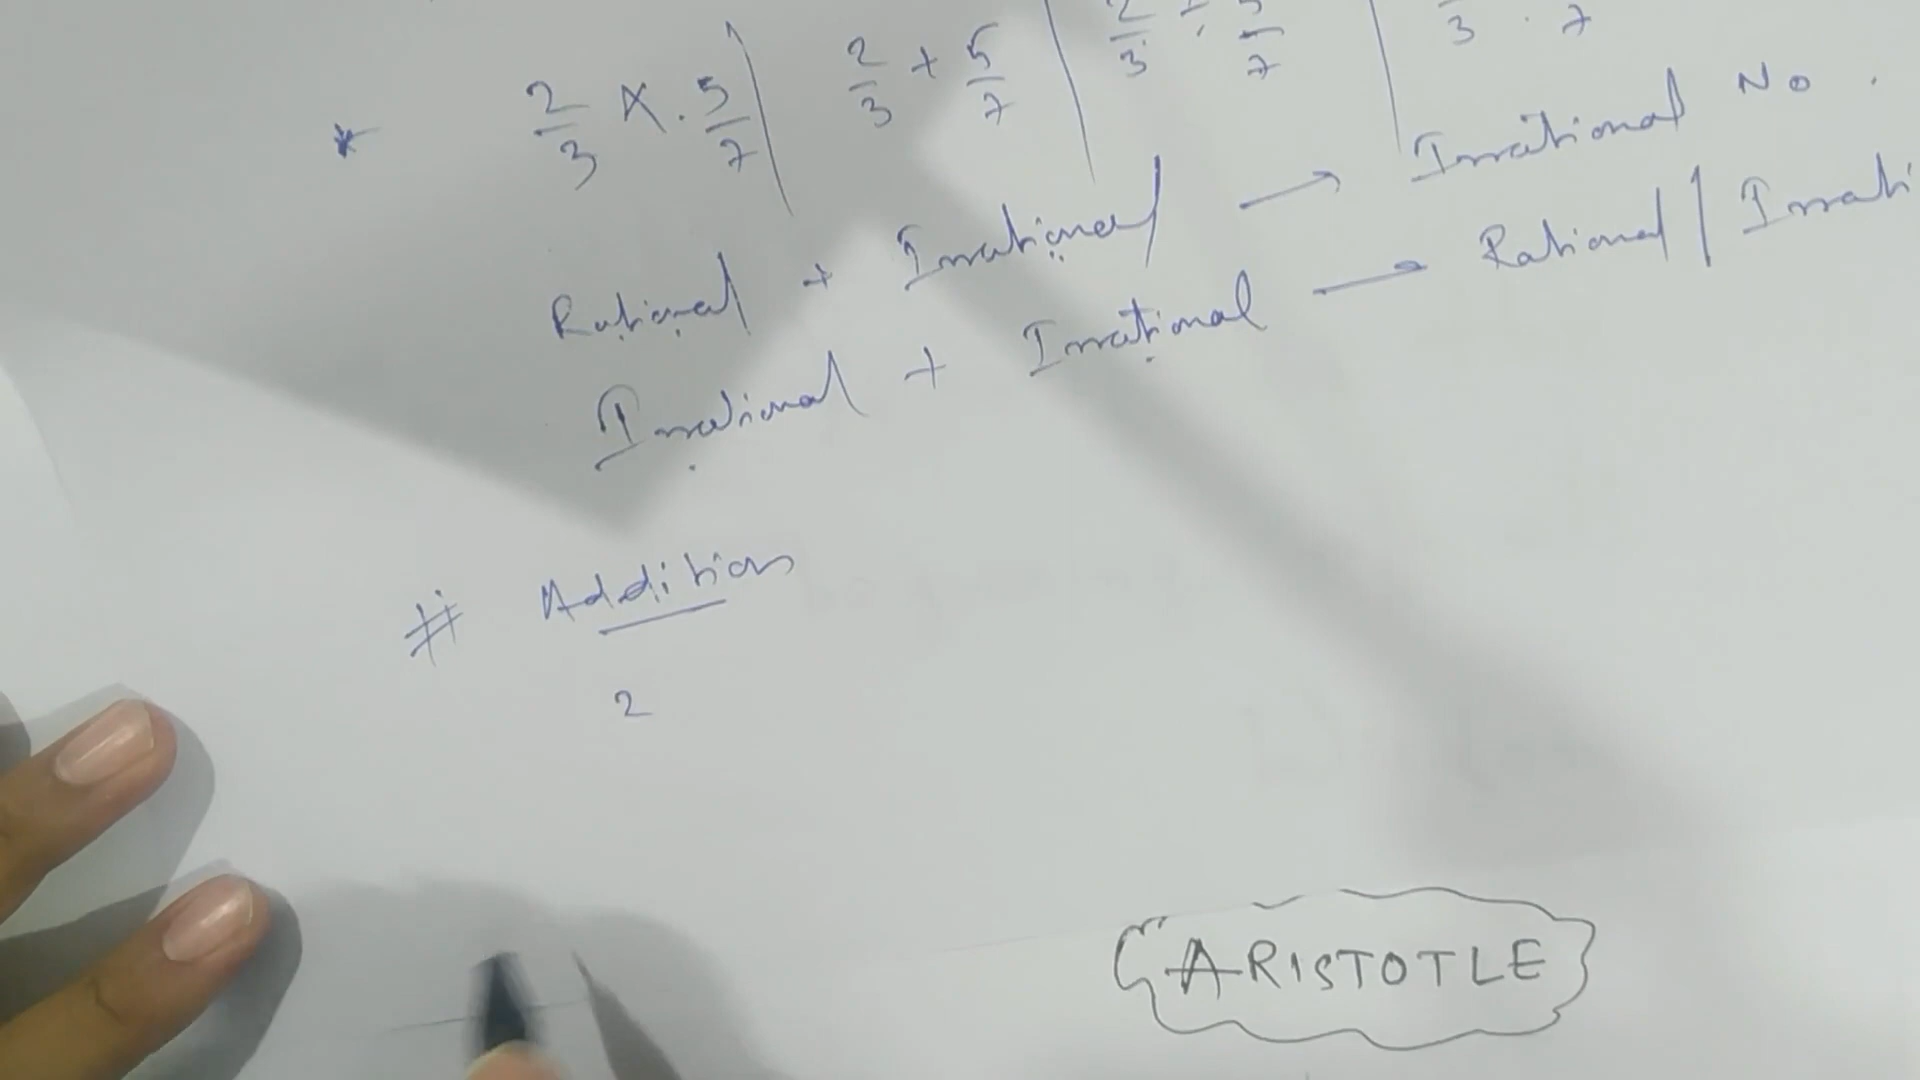 * 2/3 × . 5/7 | 2/3 + 5/7 | 2/3 ÷ 5/7 | 3 . 7
Rational + Irrational → Irrational No .
Irrational + Irrational → Rational / Irrati
# Addition
2
ARISTOTLE